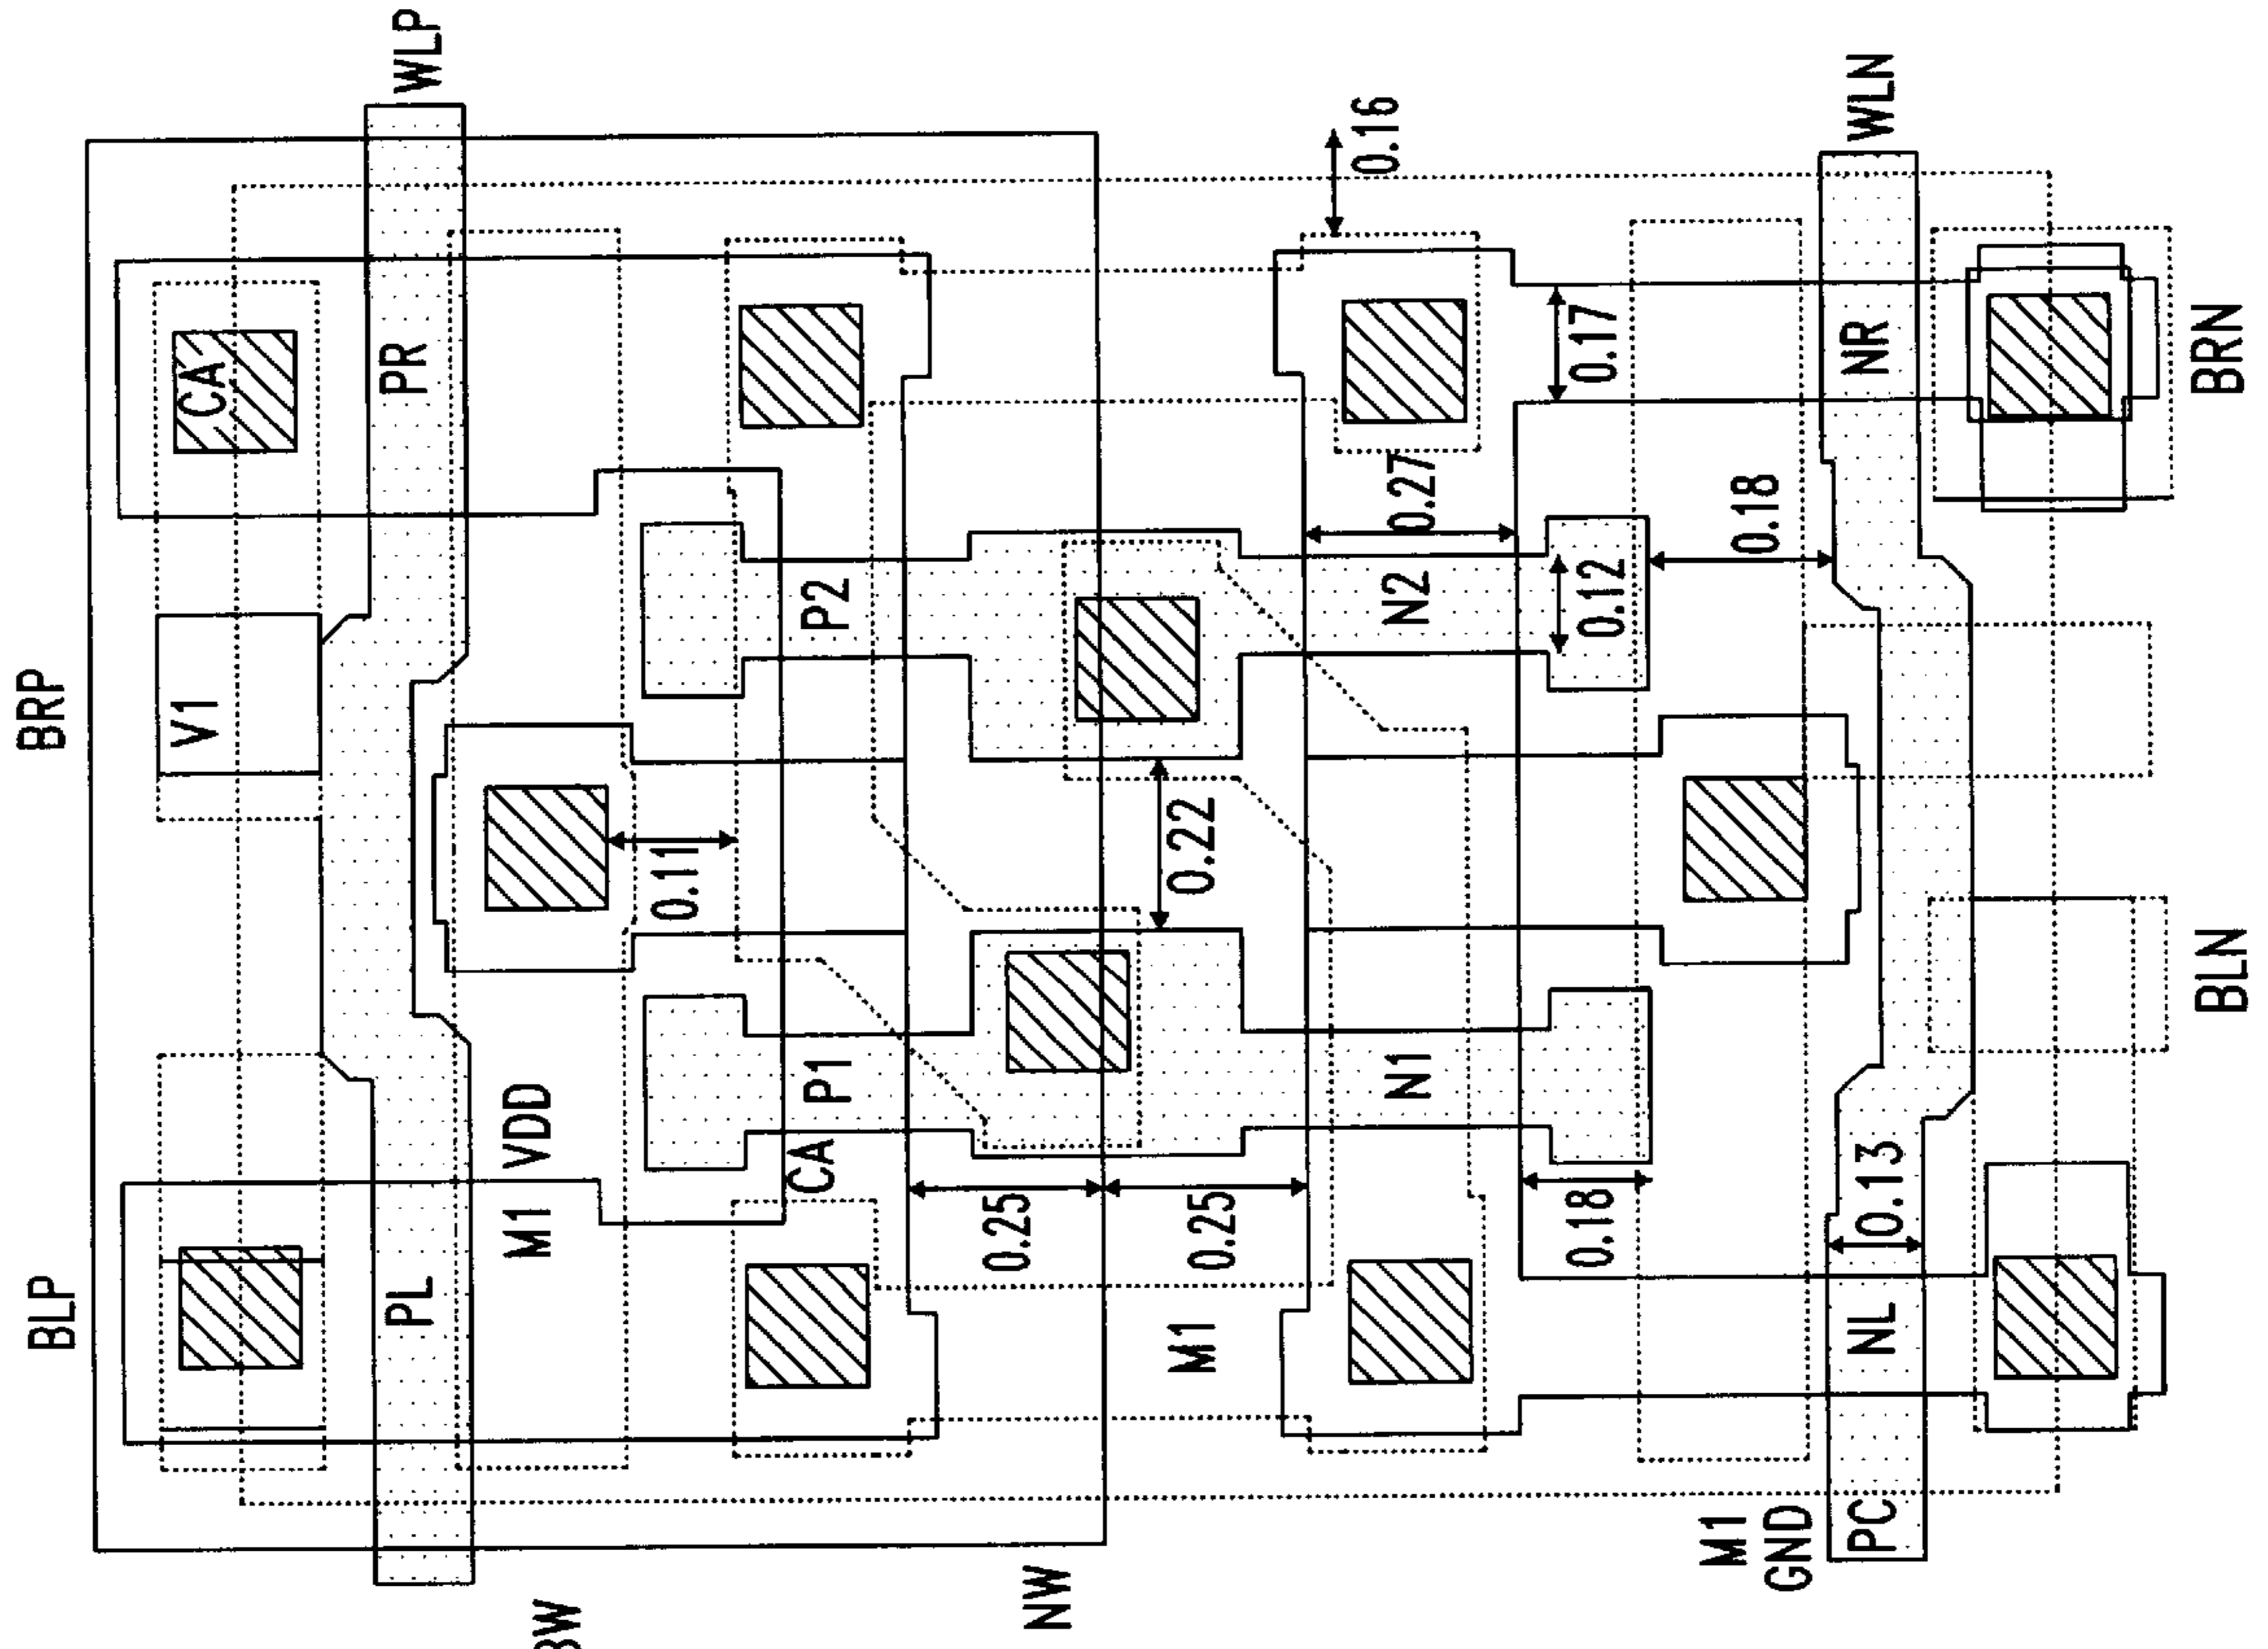 BLP
BRP
WLP
CA
V1
PR
PL
M1 VDD
0.11
P1
P2
CA
0.16
0.22
0.25
0.25
M1
NW
0.27
0.17
N1
N2
0.12
0.18
0.18
M1
GND
PC
NL
0.13
NR
WLN
BLN
BRN